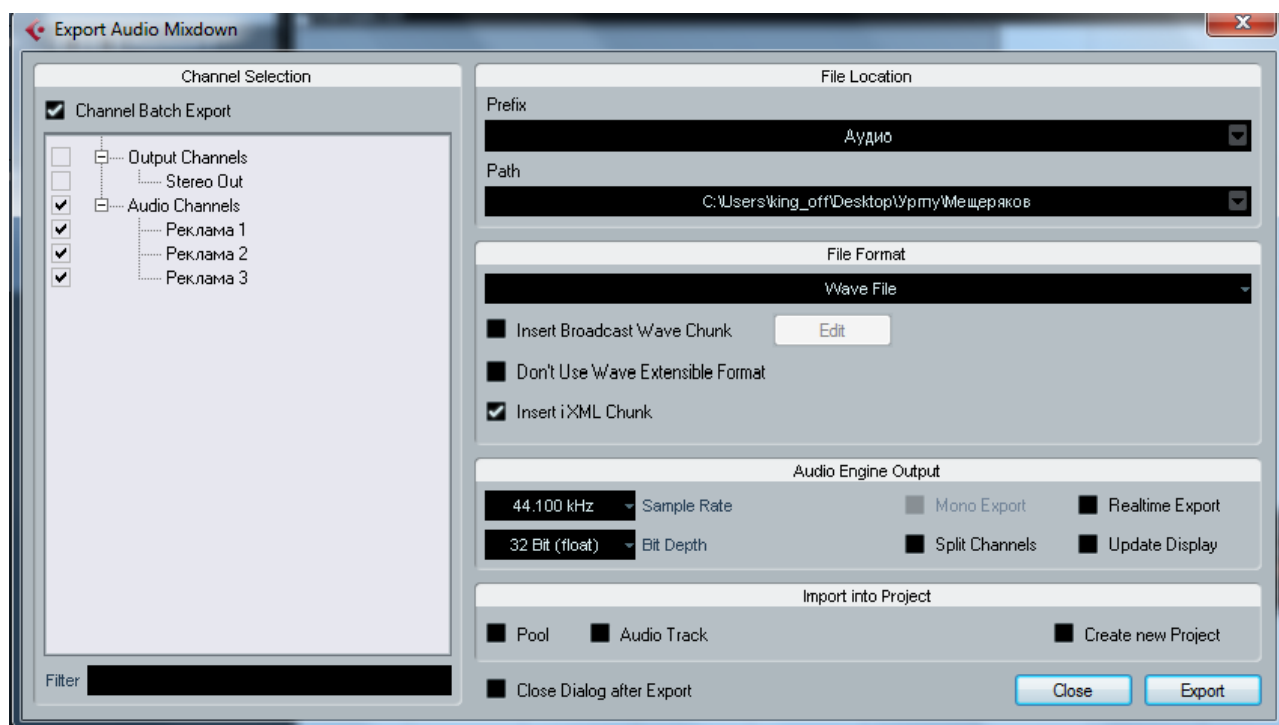 Export Audio Mixdown
X
Channel Selection
Channel Batch Export
Output Channels
Stereo Out
Audio Channels
Реклама 1
Реклама 2
Реклама 3
Filter
File Location
Prefix
Аудио
Path
C:\Users\king_off\Desktop\Урпу\Мещеряков
File Format
Wave File
Insert Broadcast Wave Chunk Edit
Don't Use Wave Extensible Format
Insert iXML Chunk
Audio Engine Output
44.100 kHz Sample Rate Mono Export Realtime Export
32 Bit (float) Bit Depth Split Channels Update Display
Import into Project
Pool Audio Track Create new Project
Close Dialog after Export Close Export